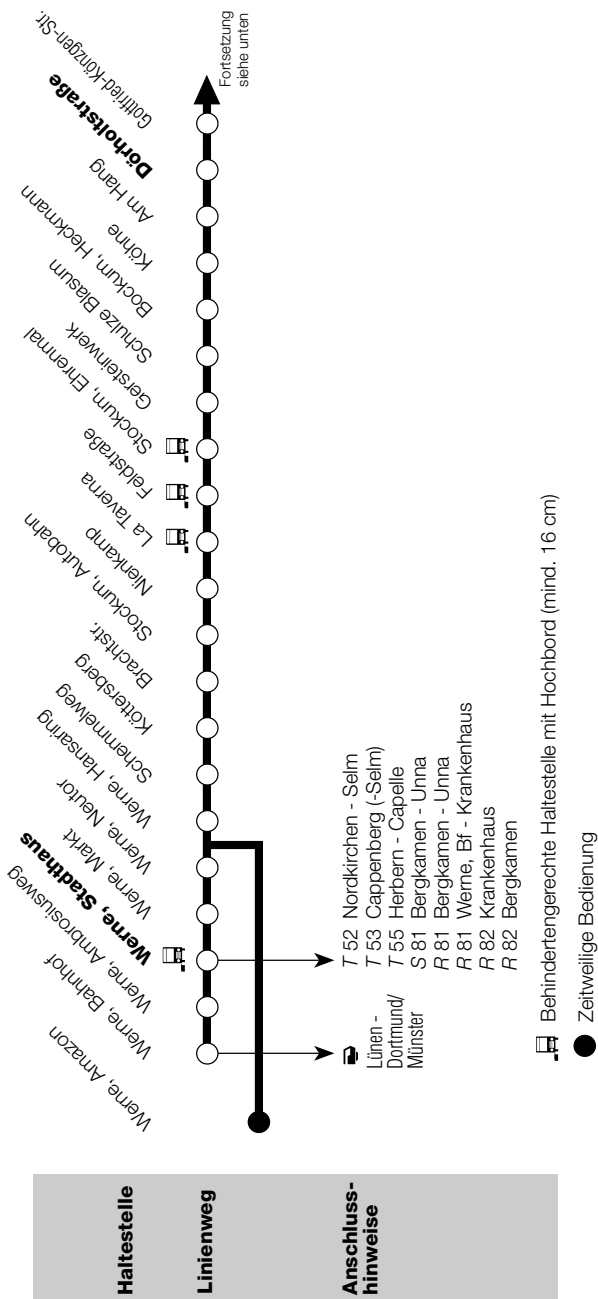 Haltestelle
Werne, Amazon
Werne, Bahnhof
Werne, Ambrosiusweg
Werne, Stadthaus
Werne, Markt
Werne, Neutor
Werne, Hansaring
Schemmelweg
Köttersberg
Brachtstr.
Stockum, Autobahn
Nienkamp
La Taverna
Feldstraße
Stockum, Ehrenmal
Gersteinwerk
Schulze Blasum
Bockum, Heckmann
Köhne
Am Hang
Dörholtstraße
Gottfried-Könzgen-Str.
Linienweg
Fortsetzung
siehe unten
Anschluss-
hinweise
Lünen -
Dortmund/
Münster
T 52 Nordkirchen - Selm
T 53 Cappenberg (-Selm)
T 55 Herbern - Capelle
S 81 Bergkamen - Unna
R 81 Bergkamen - Unna
R 81 Werne, Bf - Krankenhaus
R 82 Krankenhaus
R 82 Bergkamen
Behindertengerechte Haltestelle mit Hochbord (mind. 16 cm)
Zeitweilige Bedienung